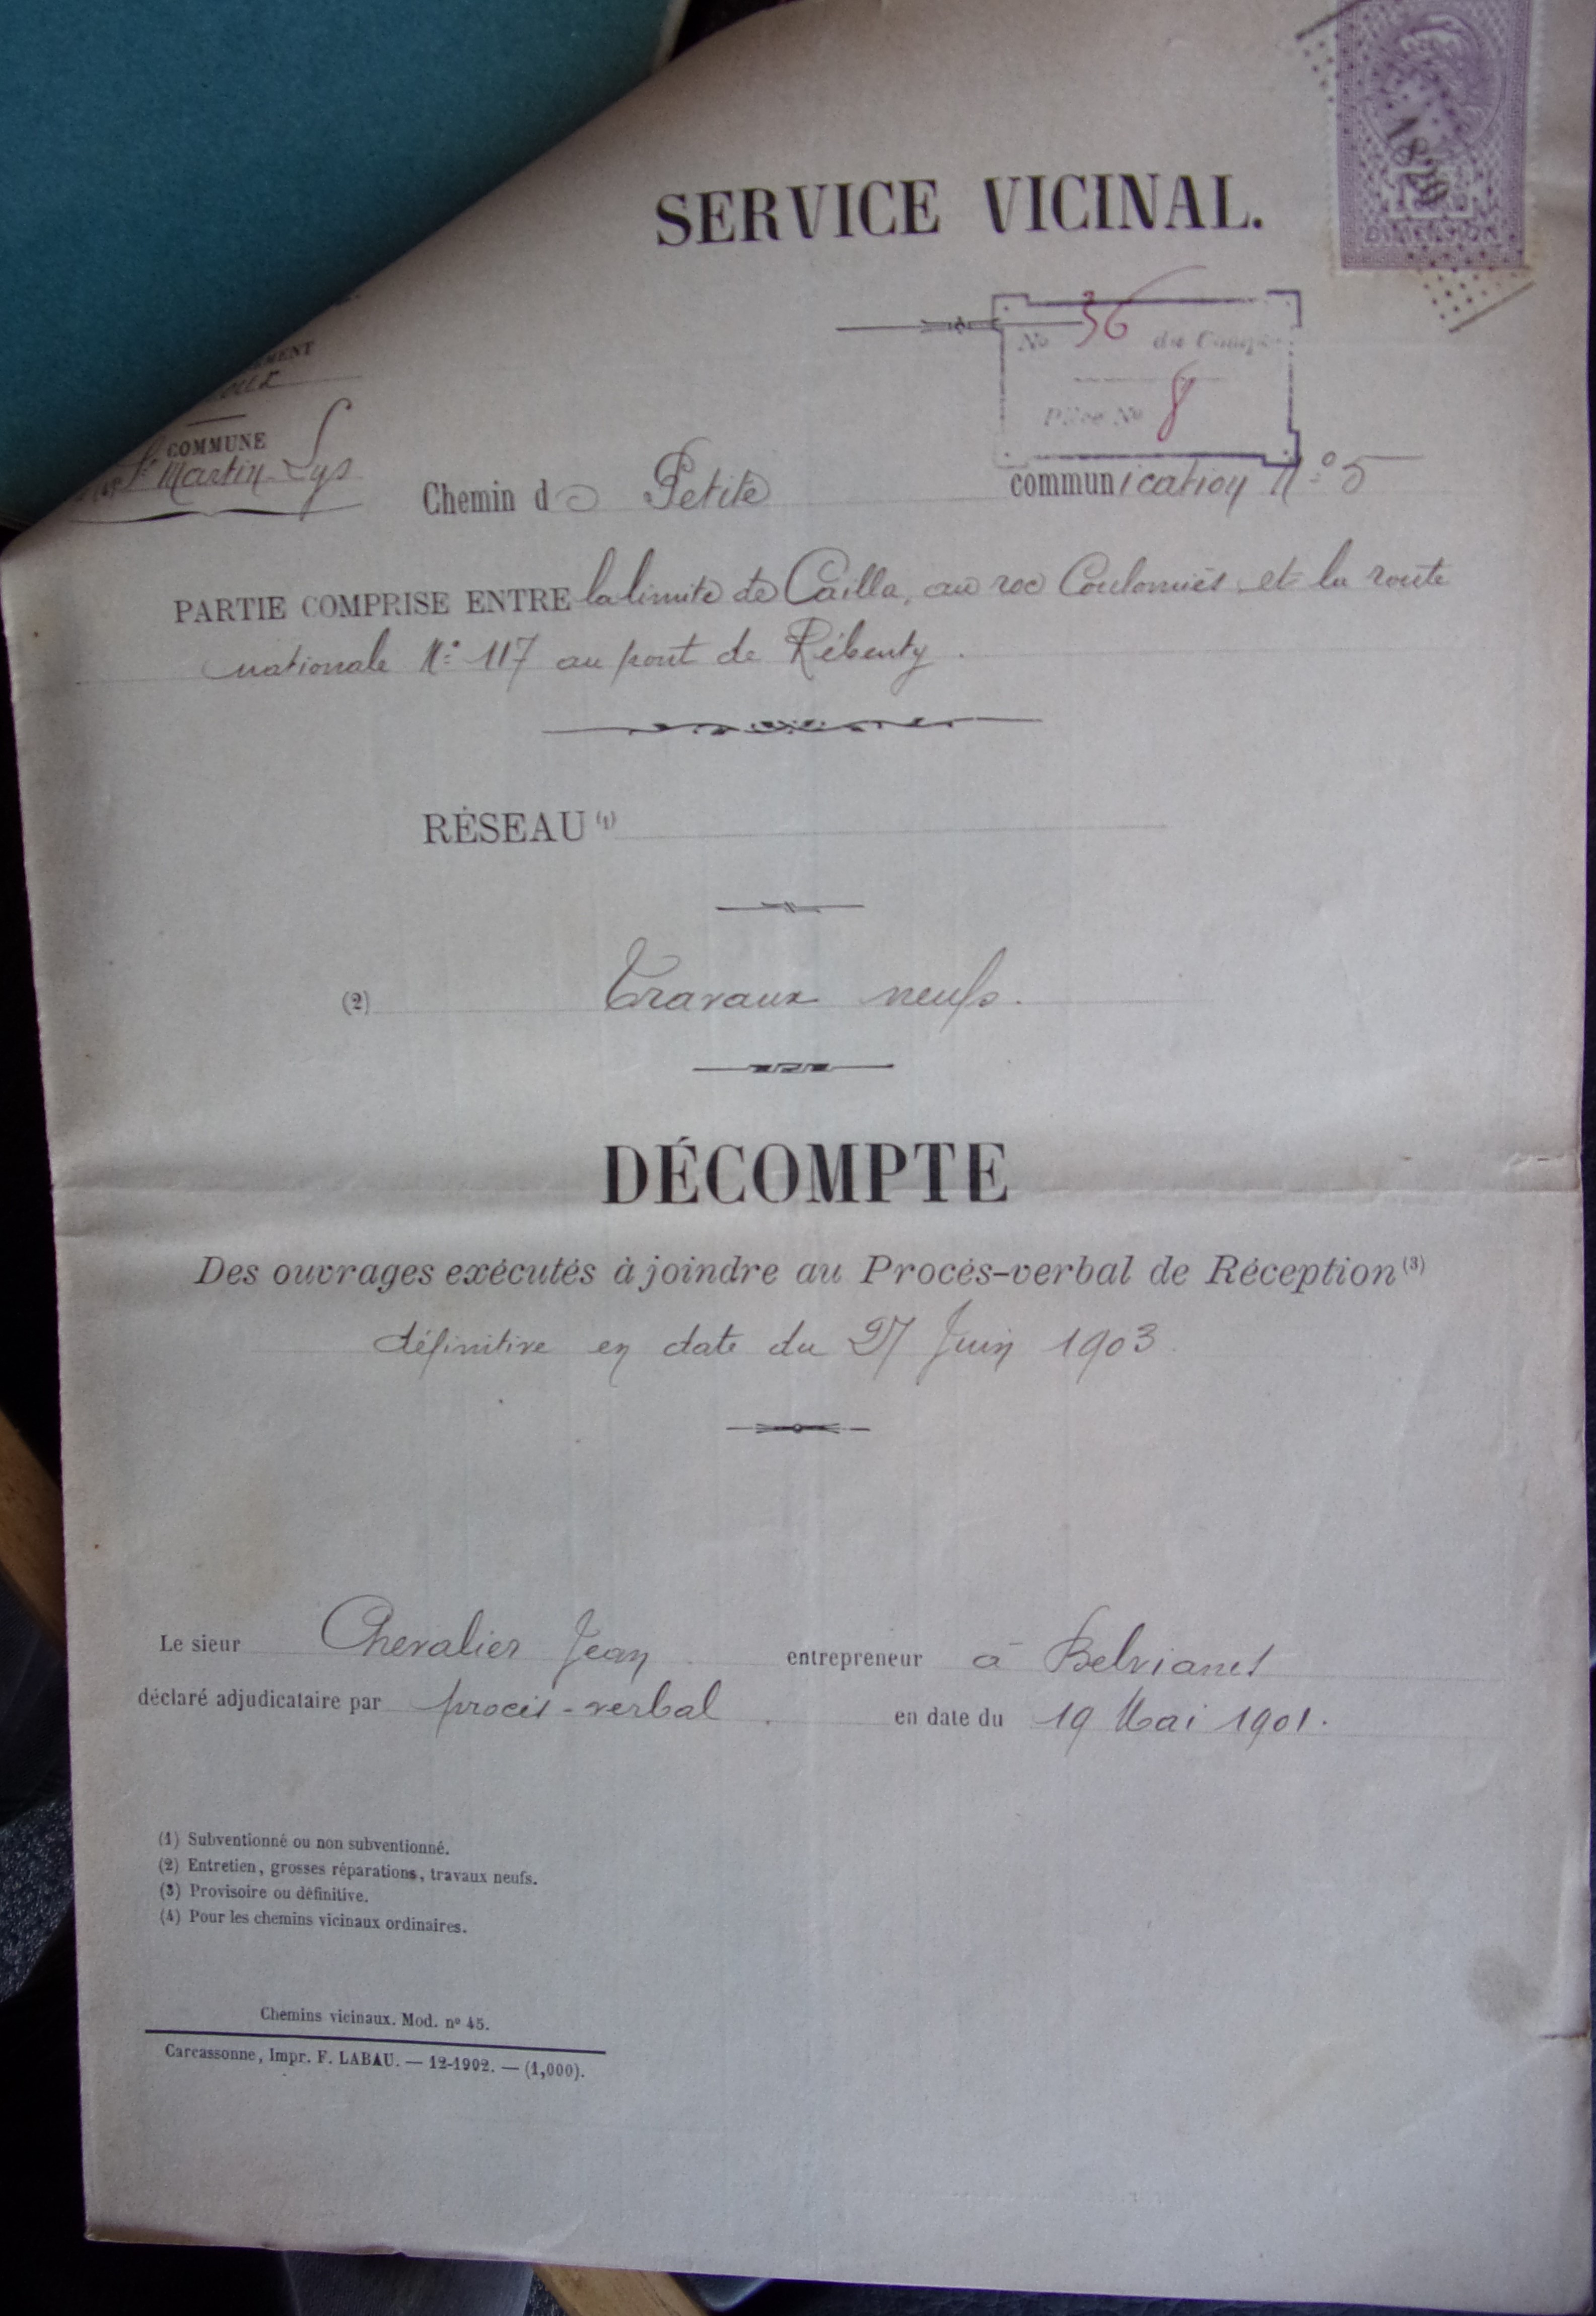 SERVICE VICINAL.
DIMENSION
No 36 du Compte
Pièce No 8
COMMUNE
St Martin-Lys
Chemin de Petite communication N° 5
PARTIE COMPRISE ENTRE la limite de Cailla, au roc Coulomiès et la route
nationale N° 117 au pont de Rébenty.
RÉSEAU (1)
(2) Travaux neufs.
DÉCOMPTE
Des ouvrages exécutés à joindre au Procès-verbal de Réception (3)
définitive en date du 27 Juin 1903
Le sieur Chevalier Jean entrepreneur à Belvianes
déclaré adjudicataire par procès-verbal en date du 19 Mai 1901.
(1) Subventionné ou non subventionné.
(2) Entretien, grosses réparations, travaux neufs.
(3) Provisoire ou définitive.
(4) Pour les chemins vicinaux ordinaires.
Chemins vicinaux. Mod. nº 45.
Carcassonne, Impr. F. LABAU. — 12-1902. — (1,000).